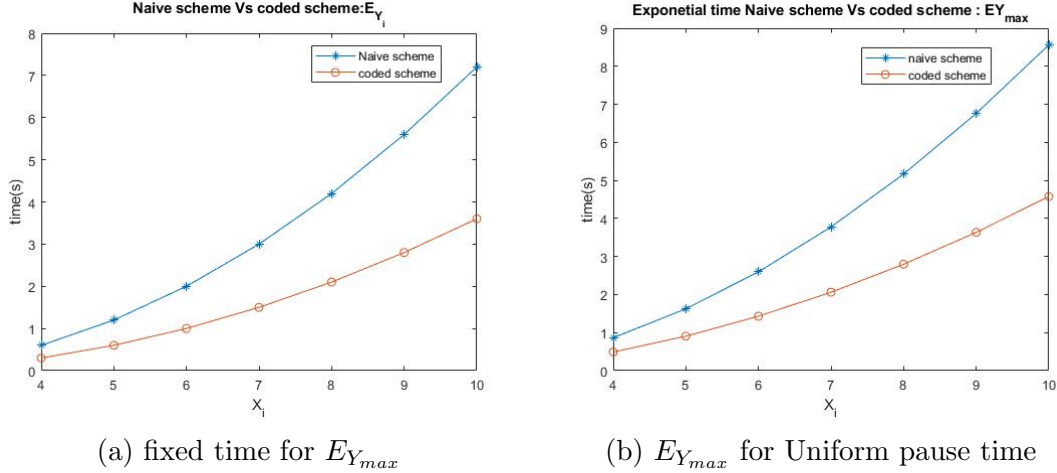 Naive scheme Vs coded scheme:E_{Y_i}
Naive scheme
coded scheme
time(s)
8
7
6
5
4
3
2
1
0
4 5 6 7 8 9 10
X_i
(a) fixed time for E_{Y_{max}}
Exponetial time Naive scheme Vs coded scheme : EY_{max}
naive scheme
coded scheme
time(s)
9
8
7
6
5
4
3
2
1
0
4 5 6 7 8 9 10
X_i
(b) E_{Y_{max}} for Uniform pause time